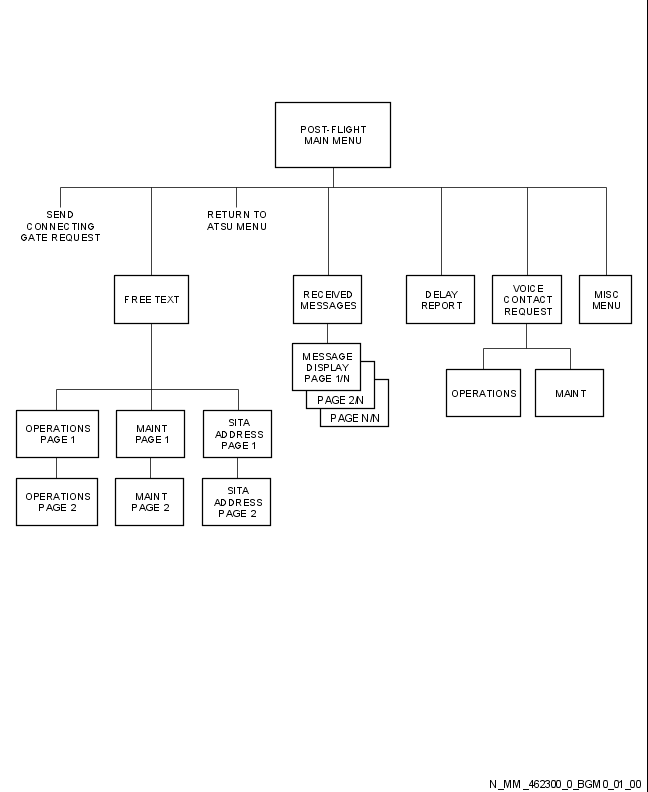 POST-FLIGHT
MAIN MENU
SEND
CONNECTING
GATE REQUEST
RETURN TO
ATSU MENU
FREE TEXT
RECEIVED
MESSAGES
DELAY
REPORT
VOICE
CONTACT
REQUEST
MISC
MENU
MESSAGE
DISPLAY
PAGE 1/N
PAGE 2/N
PAGE N/N
OPERATIONS
MAINT
OPERATIONS
PAGE 1
MAINT
PAGE 1
SITA
ADDRESS
PAGE 1
OPERATIONS
PAGE 2
MAINT
PAGE 2
SITA
ADDRESS
PAGE 2
N_MM_462300_0_BGM0_01_00